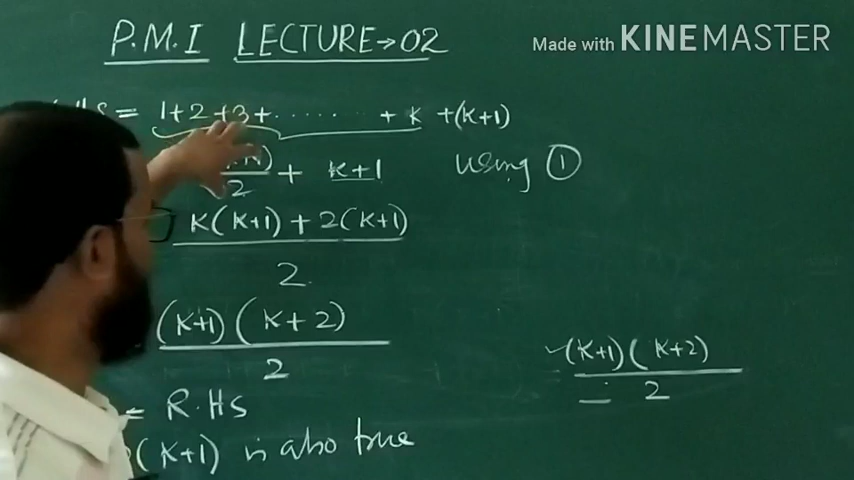 P.M.I LECTURE→02
Made with KINEMASTER
= 1+2+3+....... + K +(K+1)
2 + K+1 using ①
K(K+1) + 2(K+1)
2
(K+1)(K+2)
2
(K+1)(K+2)
= 2
= R.HS
(K+1) is also true